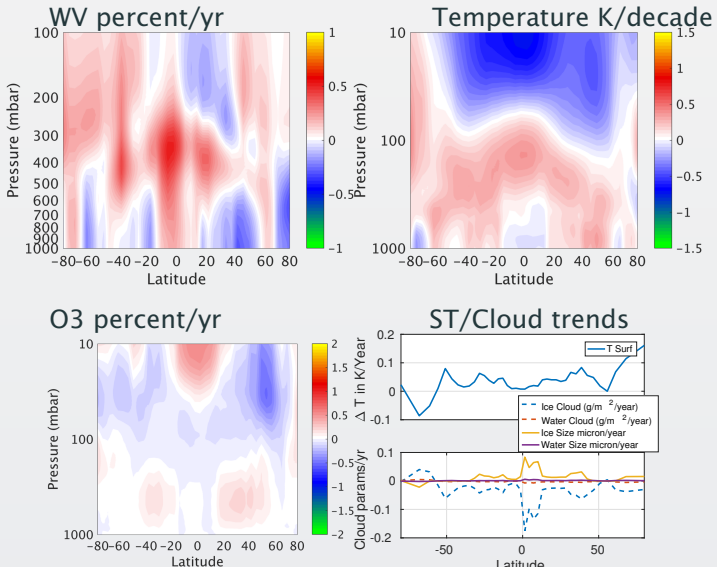 WV percent/yr
100
200
300
400
500
600
700
800
900
1000
Pressure (mbar)
-80 -60 -40 -20 0 20 40 60 80
Latitude
1
0.5
0
-0.5
-1
Temperature K/decade
10
100
1000
Pressure (mbar)
-80 -60 -40 -20 0 20 40 60 80
Latitude
1.5
1
0.5
0
-0.5
-1
-1.5
O3 percent/yr
10
100
1000
Pressure (mbar)
-80 -60 -40 -20 0 20 40 60 80
Latitude
2
1.5
1
0.5
0
-0.5
-1
-1.5
-2
ST/Cloud trends
0.2
0.1
0
-0.1
Δ T in K/Year
T Surf
Ice Cloud (g/m 2/year)
Water Cloud (g/m 2/year)
Ice Size micron/year
Water Size micron/year
0.1
0
0.1
0.2
Cloud params/yr
-50 0 50
Latitude